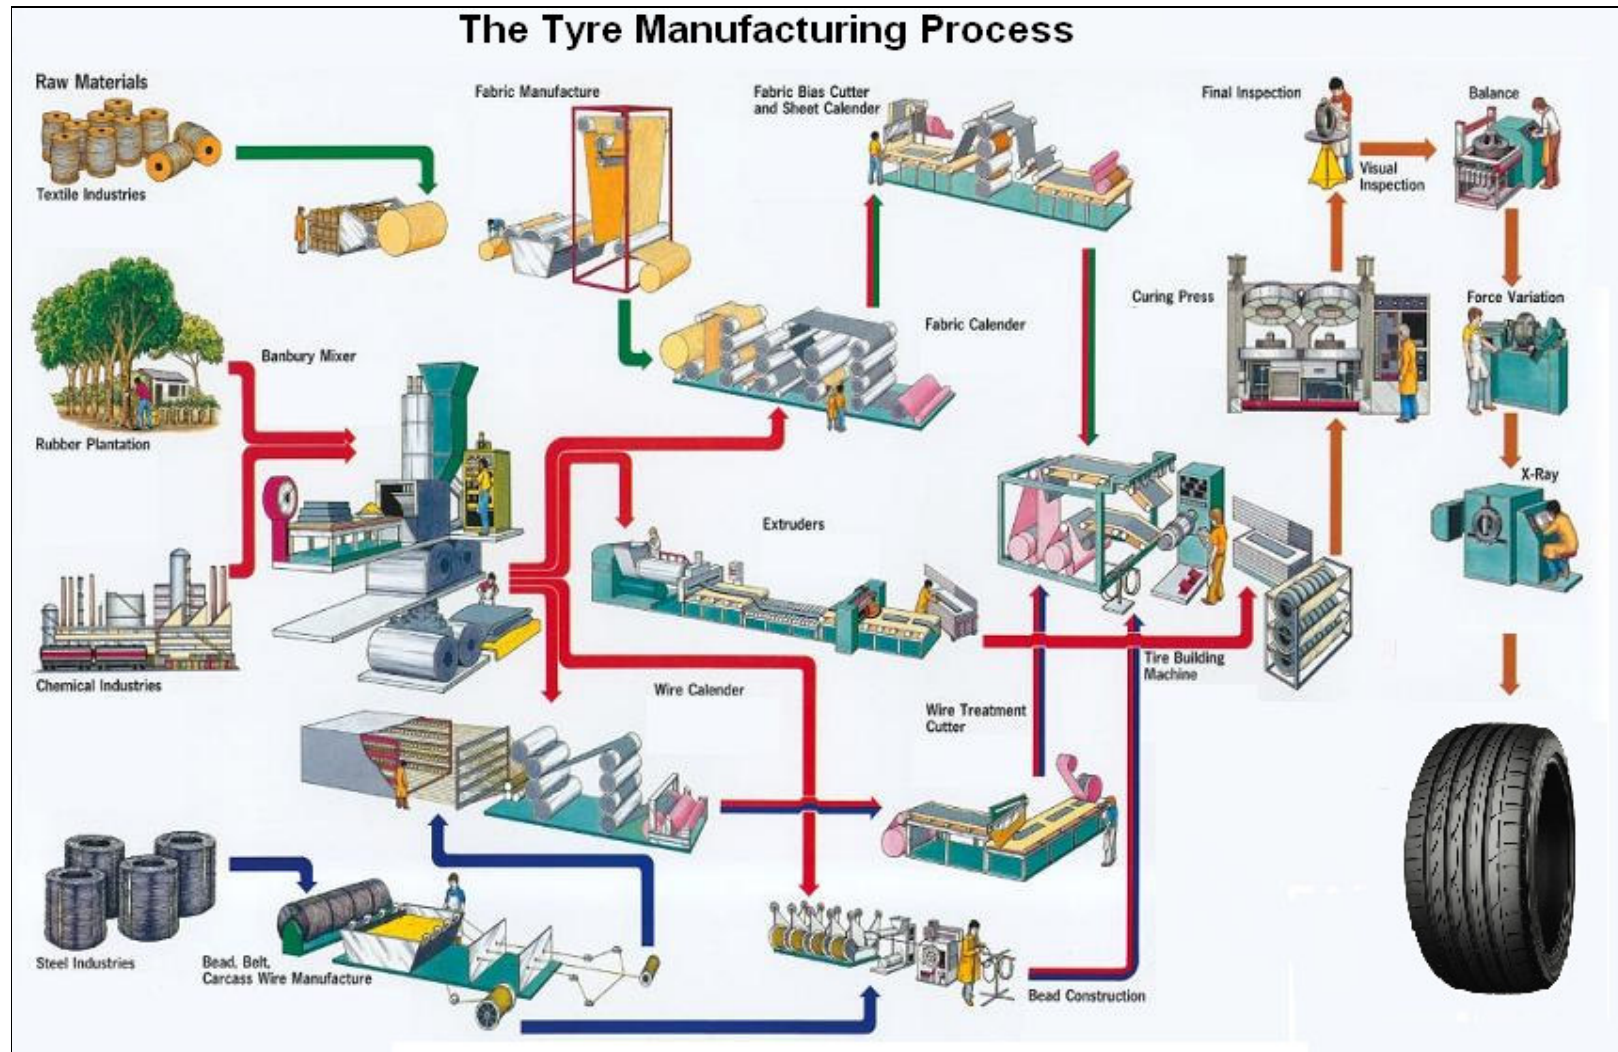 The Tyre Manufacturing Process
Raw Materials
Textile Industries
Fabric Manufacture
Fabric Bias Cutter
and Sheet Calender
Final Inspection
Visual
Inspection
Balance
Rubber Plantation
Banbury Mixer
Fabric Calender
Curing Press
Force Variation
X-Ray
Chemical Industries
Extruders
Tire Building
Machine
Wire Calender
Wire Treatment
Cutter
Steel Industries
Bead, Belt,
Carcass Wire Manufacture
Bead Construction